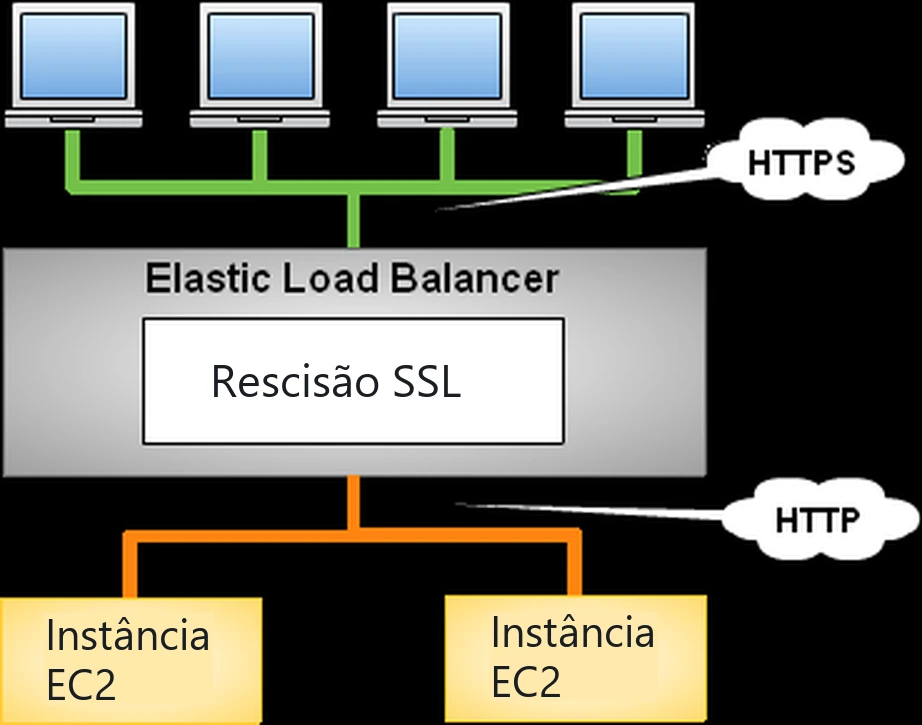 HTTPS
Elastic Load Balancer
Rescisão SSL
HTTP
Instância
EC2
Instância
EC2